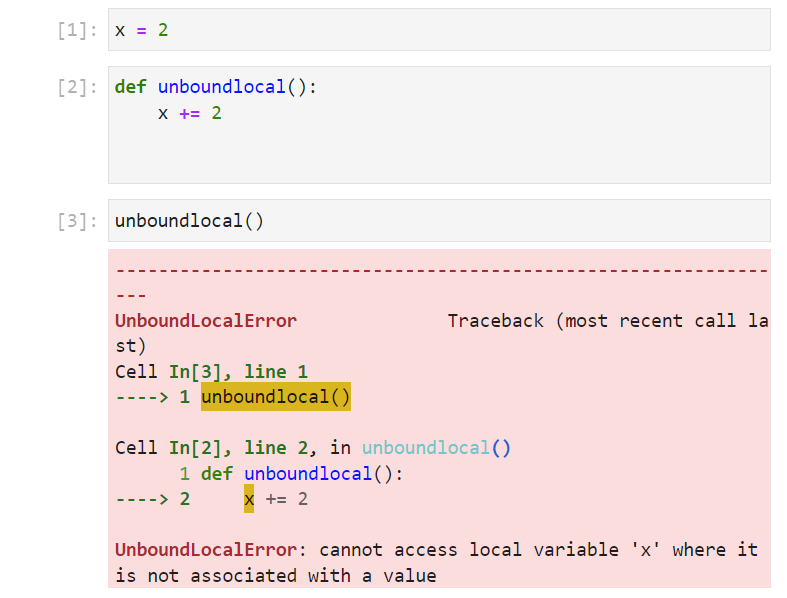 [1]: x = 2
[2]: def unboundlocal():
    x += 2
[3]: unboundlocal()
-------------------------------------------------------------
---
UnboundLocalError              Traceback (most recent call la
st)
Cell In[3], line 1
----> 1 unboundlocal()
Cell In[2], line 2, in unboundlocal()
      1 def unboundlocal():
----> 2     x += 2
UnboundLocalError: cannot access local variable 'x' where it
is not associated with a value